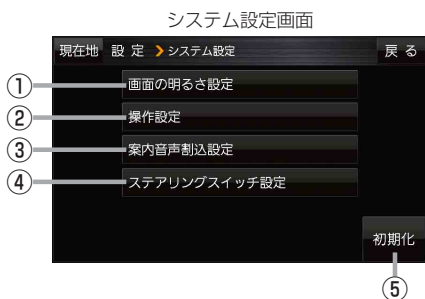 システム設定画面
現在地 設 定 システム設定 戻 る
① 画面の明るさ設定
② 操作設定
③ 案内音声割込設定
④ ステアリングスイッチ設定
初期化
⑤